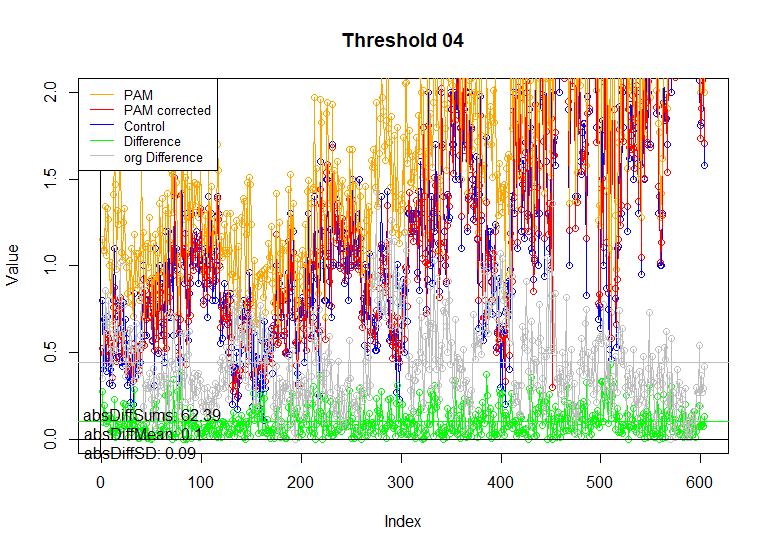 Threshold 04
Value
2.0
1.5
1.0
0.5
0.0
PAM
PAM corrected
Control
Difference
org Difference
absDiffSums: 62.39
absDiffMean: 0.1
absDiffSD: 0.09
0 100 200 300 400 500 600
Index